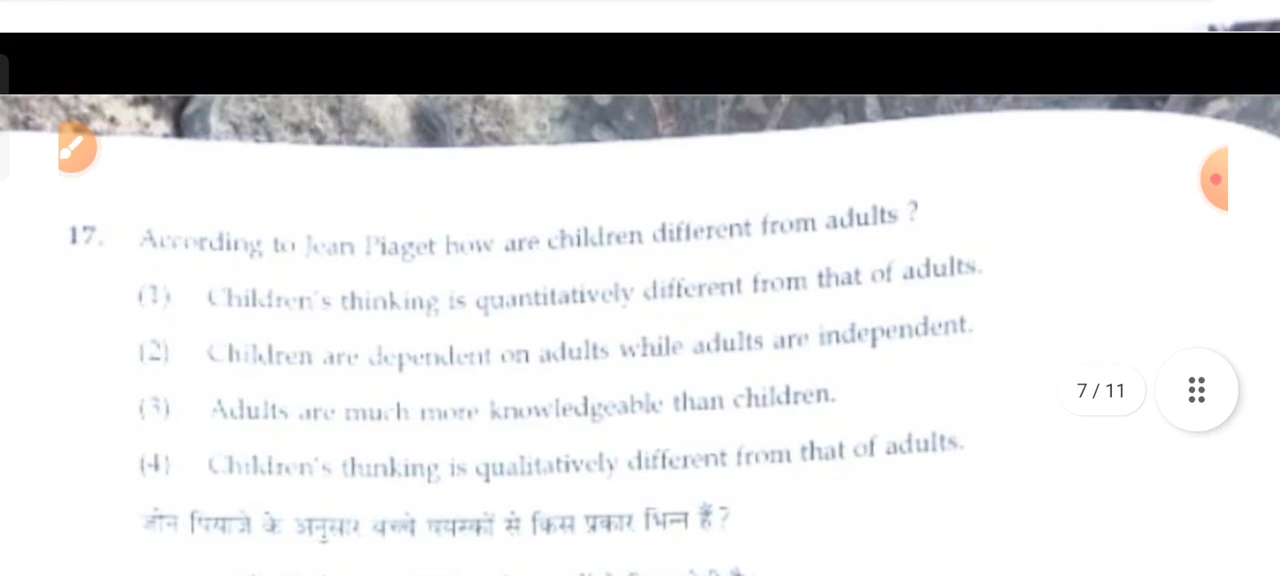 17. According to Jean Piaget how are children different from adults ?
(1) Children's thinking is quantitatively different from that of adults.
(2) Children are dependent on adults while adults are independent.
(3) Adults are much more knowledgeable than children.
(4) Children's thinking is qualitatively different from that of adults.
7 / 11
जीन पियाजे के अनुसार बच्चे वयस्कों से किस प्रकार भिन्न हैं ?